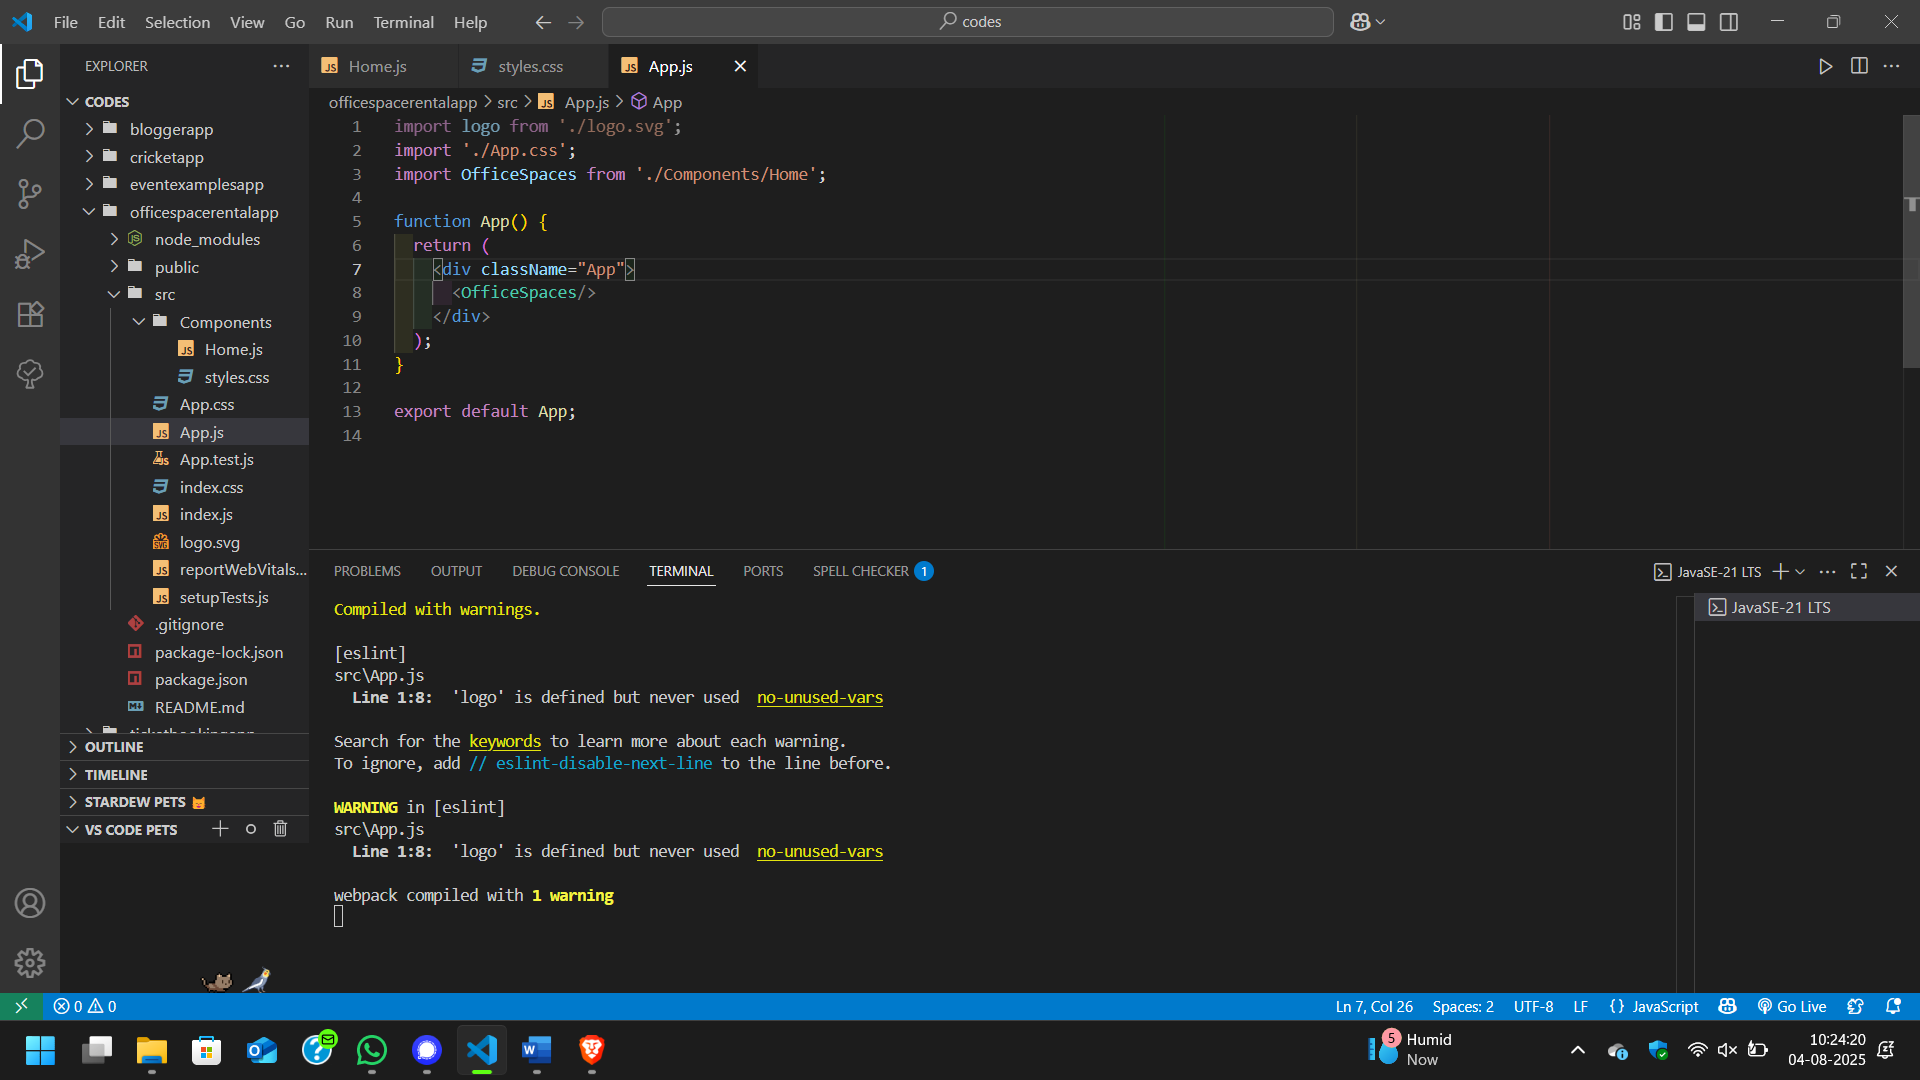 File Edit Selection View Go Run Terminal Help
codes
EXPLORER
Home.js
styles.css
App.js
CODES
officespacerentalapp > src > JS App.js > App
bloggerapp
cricketapp
eventexamplesapp
officespacerentalapp
node_modules
public
src
Components
JS Home.js
styles.css
App.css
JS App.js
App.test.js
index.css
JS index.js
logo.svg
JS reportWebVitals...
JS setupTests.js
.gitignore
package-lock.json
package.json
README.md
OUTLINE
TIMELINE
STARDEW PETS
VS CODE PETS
1 import logo from './logo.svg';
2 import './App.css';
3 import OfficeSpaces from './Components/Home';
4
5 function App() {
6 return (
7 <div className="App">
8 <OfficeSpaces/>
9 </div>
10 );
11 }
12
13 export default App;
14
PROBLEMS OUTPUT DEBUG CONSOLE TERMINAL PORTS SPELL CHECKER 1
JavaSE-21 LTS
JavaSE-21 LTS
Compiled with warnings.
[eslint]
src\App.js
Line 1:8: 'logo' is defined but never used no-unused-vars
Search for the keywords to learn more about each warning.
To ignore, add // eslint-disable-next-line to the line before.
WARNING in [eslint]
src\App.js
Line 1:8: 'logo' is defined but never used no-unused-vars
webpack compiled with 1 warning
0 0
Ln 7, Col 26 Spaces: 2 UTF-8 LF {} JavaScript Go Live
5 Humid
Now
10:24:20
04-08-2025